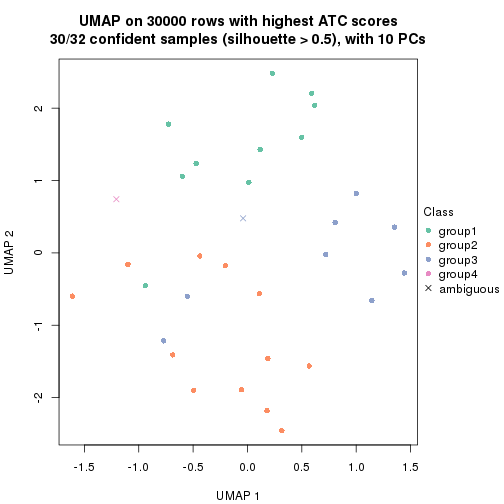 UMAP on 30000 rows with highest ATC scores
30/32 confident samples (silhouette > 0.5), with 10 PCs
UMAP 2
2
1
0
-1
-2
-1.5
-1.0
-0.5
0.0
0.5
1.0
1.5
UMAP 1
Class
group1
group2
group3
group4
ambiguous